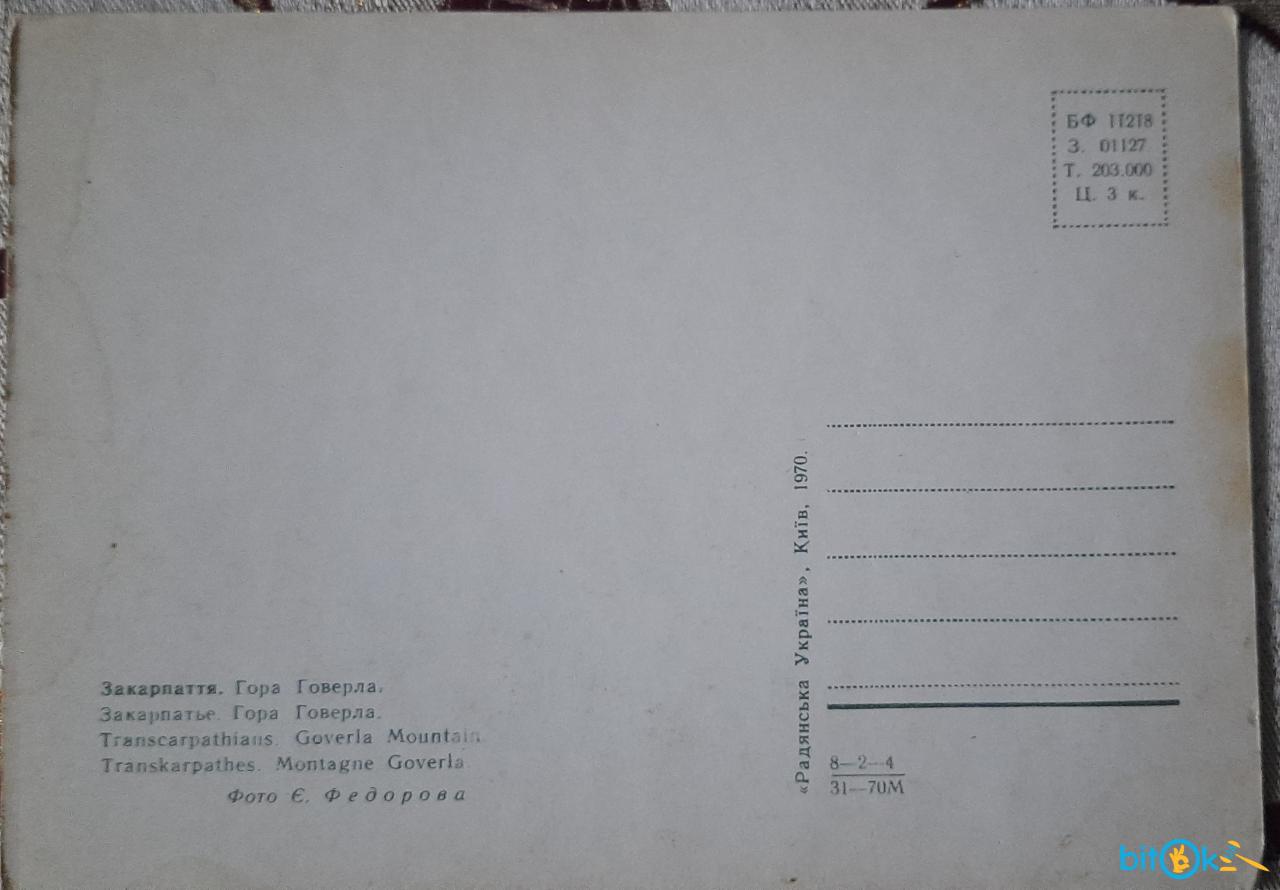 БФ 11218
З. 01127
Т. 203.000
Ц. 3 к.
«Радянська Україна», Київ, 1970.
Закарпаття. Гора Говерла.
Закарпатье. Гора Говерла.
Transcarpathians. Goverla Mountain.
Transkarpathes. Montagne Goverla.
Фото Є. Федорова
8—2—4
31—70М
bitOk